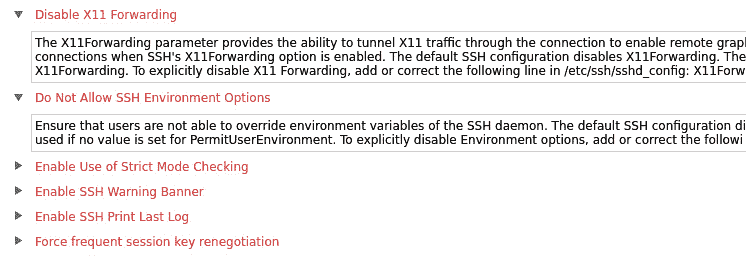 Disable X11 Forwarding
The X11Forwarding parameter provides the ability to tunnel X11 traffic through the connection to enable remote
connections when SSH's X11Forwarding option is enabled. The default SSH configuration disables X11Forwarding. The
X11Forwarding. To explicitly disable X11 Forwarding, add or correct the following line in /etc/ssh/sshd_config:
Do Not Allow SSH Environment Options
Ensure that users are not able to override environment variables of the SSH daemon. The default SSH configuration
used if no value is set for PermitUserEnvironment. To explicitly disable Environment options, add or correct the
Enable Use of Strict Mode Checking
Enable SSH Warning Banner
Enable SSH Print Last Log
Force frequent session key renegotiation